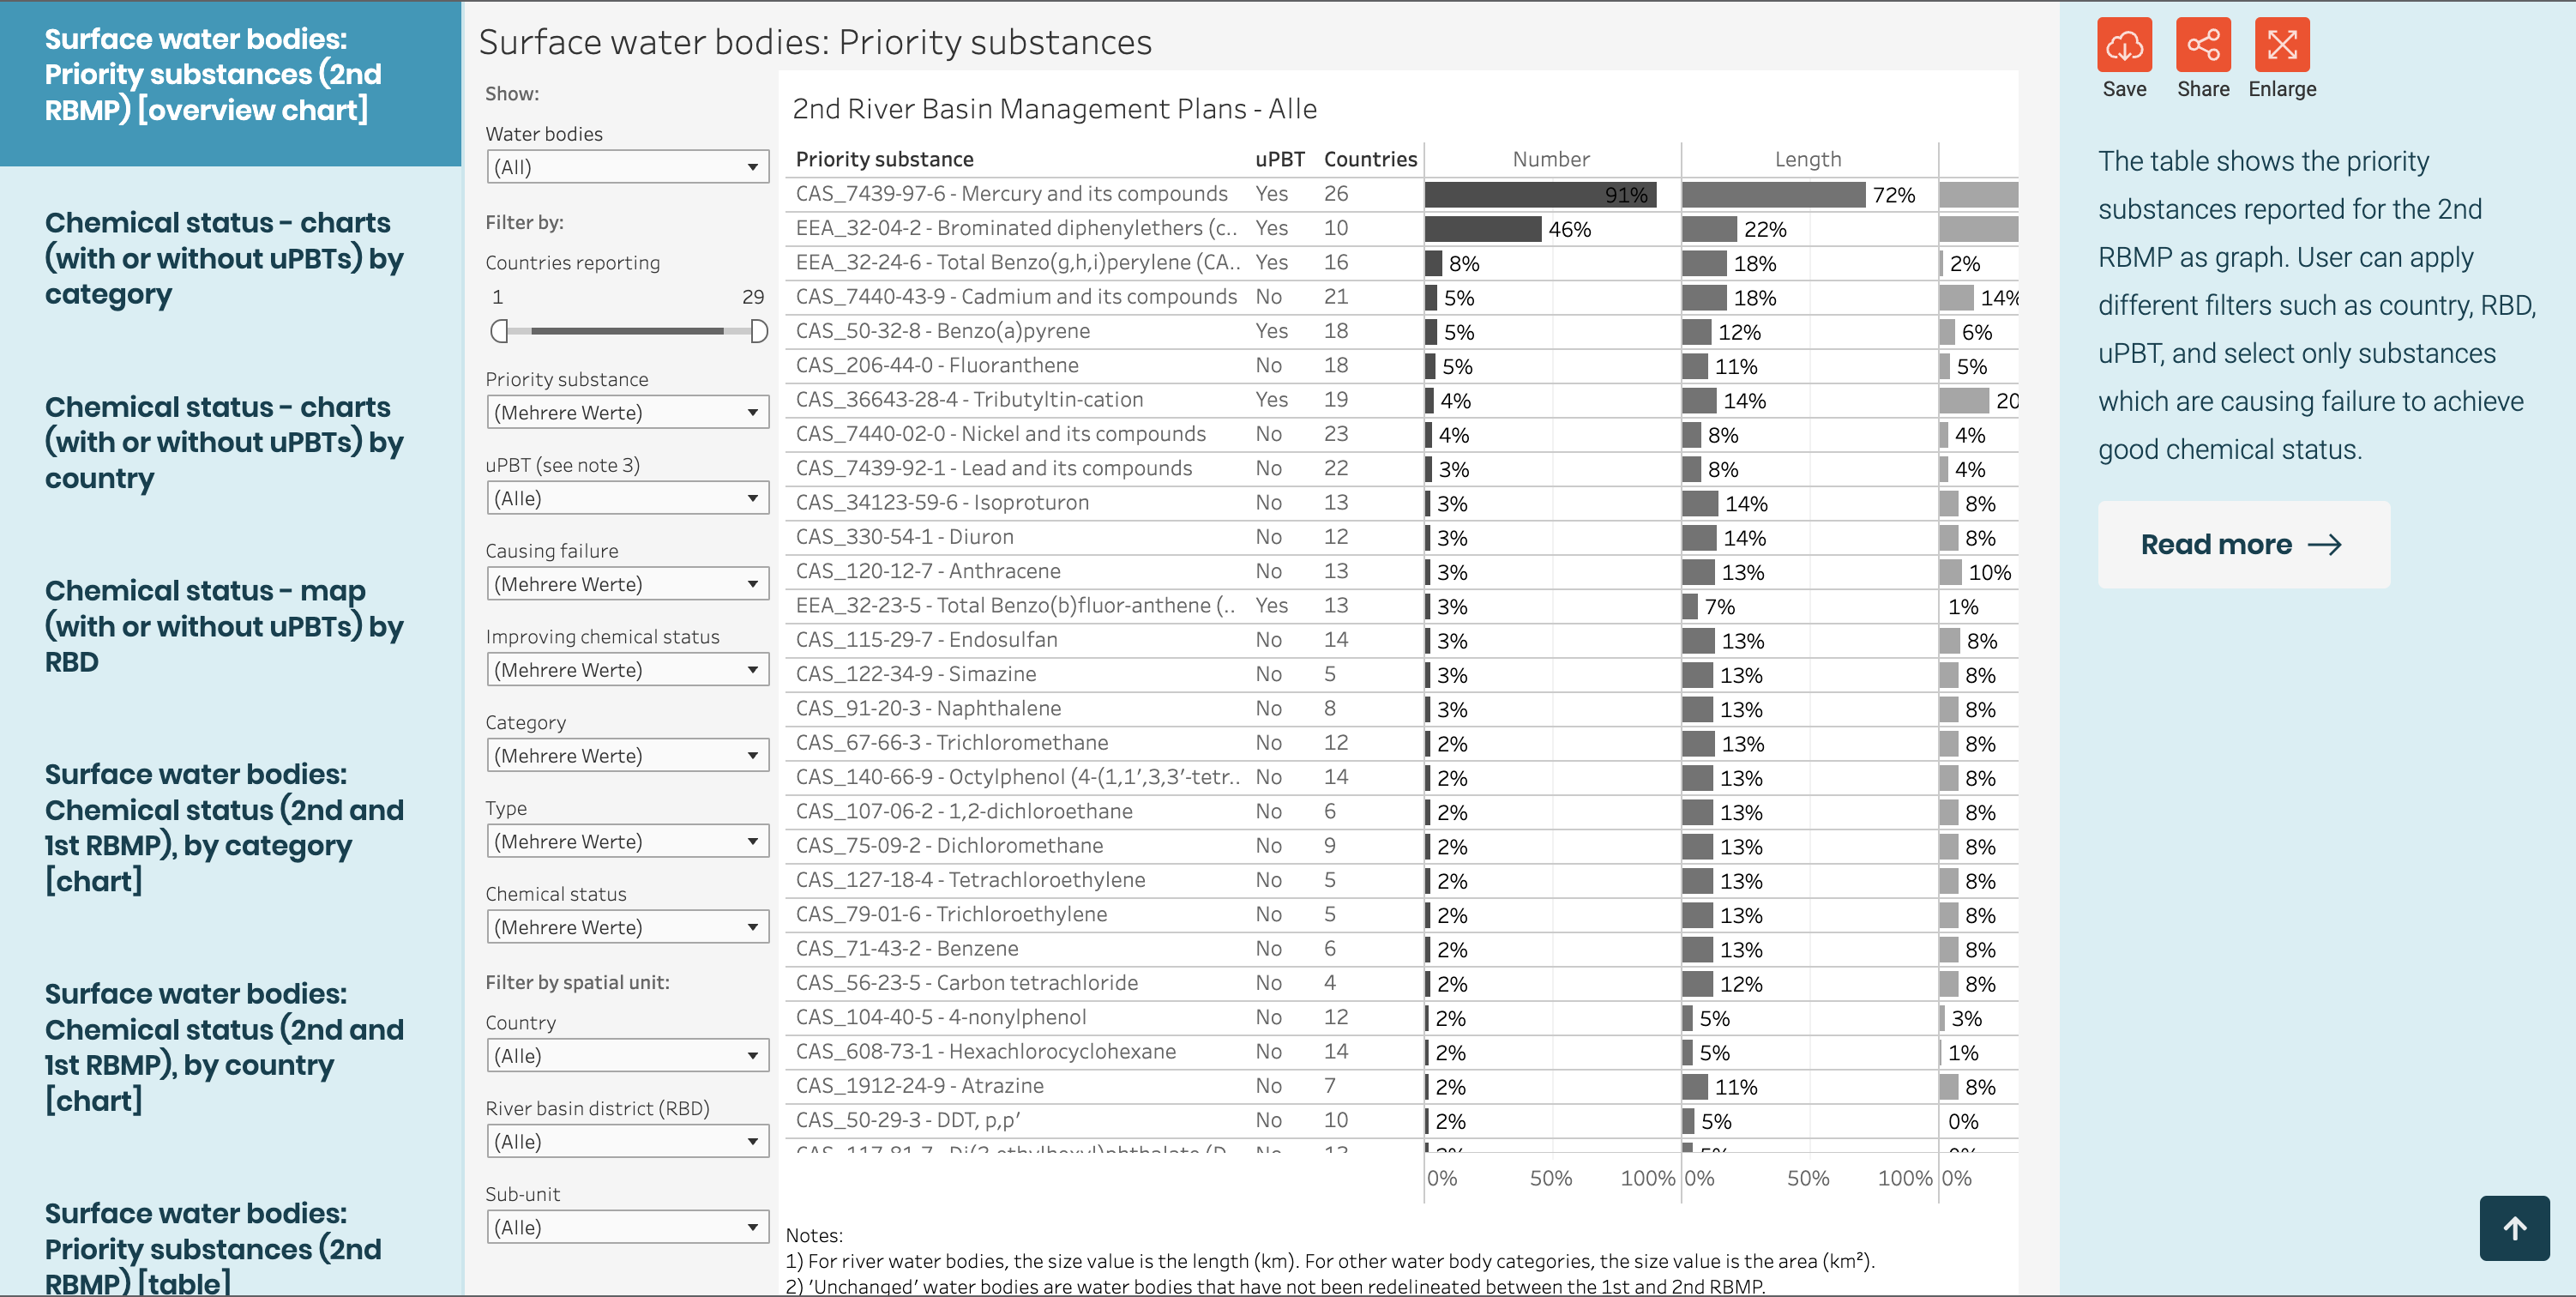 Surface water bodies:
Priority substances (2nd
RBMP) [overview chart]
Chemical status - charts
(with or without uPBTs) by
category
Chemical status - charts
(with or without uPBTs) by
country
Chemical status - map
(with or without uPBTs) by
RBD
Surface water bodies:
Chemical status (2nd and
1st RBMP), by category
[chart]
Surface water bodies:
Chemical status (2nd and
1st RBMP), by country
[chart]
Surface water bodies:
Priority substances (2nd
RBMP) [table]
Surface water bodies: Priority substances
Show:
Water bodies
(All)
Filter by:
Countries reporting
1 29
Priority substance
(Mehrere Werte)
uPBT (see note 3)
(Alle)
Causing failure
(Mehrere Werte)
Improving chemical status
(Mehrere Werte)
Category
(Mehrere Werte)
Type
(Mehrere Werte)
Chemical status
(Mehrere Werte)
Filter by spatial unit:
Country
(Alle)
River basin district (RBD)
(Alle)
Sub-unit
(Alle)
2nd River Basin Management Plans - Alle
Priority substance uPBT Countries Number Length
CAS_7439-97-6 - Mercury and its compounds Yes 26 91% 72%
EEA_32-04-2 - Brominated diphenylethers (c.. Yes 10 46% 22%
EEA_32-24-6 - Total Benzo(g,h,i)perylene (CA.. Yes 16 8% 18% 2%
CAS_7440-43-9 - Cadmium and its compounds No 21 5% 18% 14%
CAS_50-32-8 - Benzo(a)pyrene Yes 18 5% 12% 6%
CAS_206-44-0 - Fluoranthene No 18 5% 11% 5%
CAS_36643-28-4 - Tributyltin-cation Yes 19 4% 14% 20
CAS_7440-02-0 - Nickel and its compounds No 23 4% 8% 4%
CAS_7439-92-1 - Lead and its compounds No 22 3% 8% 4%
CAS_34123-59-6 - Isoproturon No 13 3% 14% 8%
CAS_330-54-1 - Diuron No 12 3% 14% 8%
CAS_120-12-7 - Anthracene No 13 3% 13% 10%
EEA_32-23-5 - Total Benzo(b)fluor-anthene (.. Yes 13 3% 7% 1%
CAS_115-29-7 - Endosulfan No 14 3% 13% 8%
CAS_122-34-9 - Simazine No 5 3% 13% 8%
CAS_91-20-3 - Naphthalene No 8 3% 13% 8%
CAS_67-66-3 - Trichloromethane No 12 2% 13% 8%
CAS_140-66-9 - Octylphenol (4-(1,1',3,3'-tetr.. No 14 2% 13% 8%
CAS_107-06-2 - 1,2-dichloroethane No 6 2% 13% 8%
CAS_75-09-2 - Dichloromethane No 9 2% 13% 8%
CAS_127-18-4 - Tetrachloroethylene No 5 2% 13% 8%
CAS_79-01-6 - Trichloroethylene No 5 2% 13% 8%
CAS_71-43-2 - Benzene No 6 2% 13% 8%
CAS_56-23-5 - Carbon tetrachloride No 4 2% 12% 8%
CAS_104-40-5 - 4-nonylphenol No 12 2% 5% 3%
CAS_608-73-1 - Hexachlorocyclohexane No 14 2% 5% 1%
CAS_1912-24-9 - Atrazine No 7 2% 11% 8%
CAS_50-29-3 - DDT, p,p' No 10 2% 5% 0%
0% 50% 100% 0% 50% 100% 0%
Notes:
1) For river water bodies, the size value is the length (km). For other water body categories, the size value is the area (km²).
2) 'Unchanged' water bodies are water bodies that have not been redelineated between the 1st and 2nd RBMP.
Save Share Enlarge
The table shows the priority
substances reported for the 2nd
RBMP as graph. User can apply
different filters such as country, RBD,
uPBT, and select only substances
which are causing failure to achieve
good chemical status.
Read more